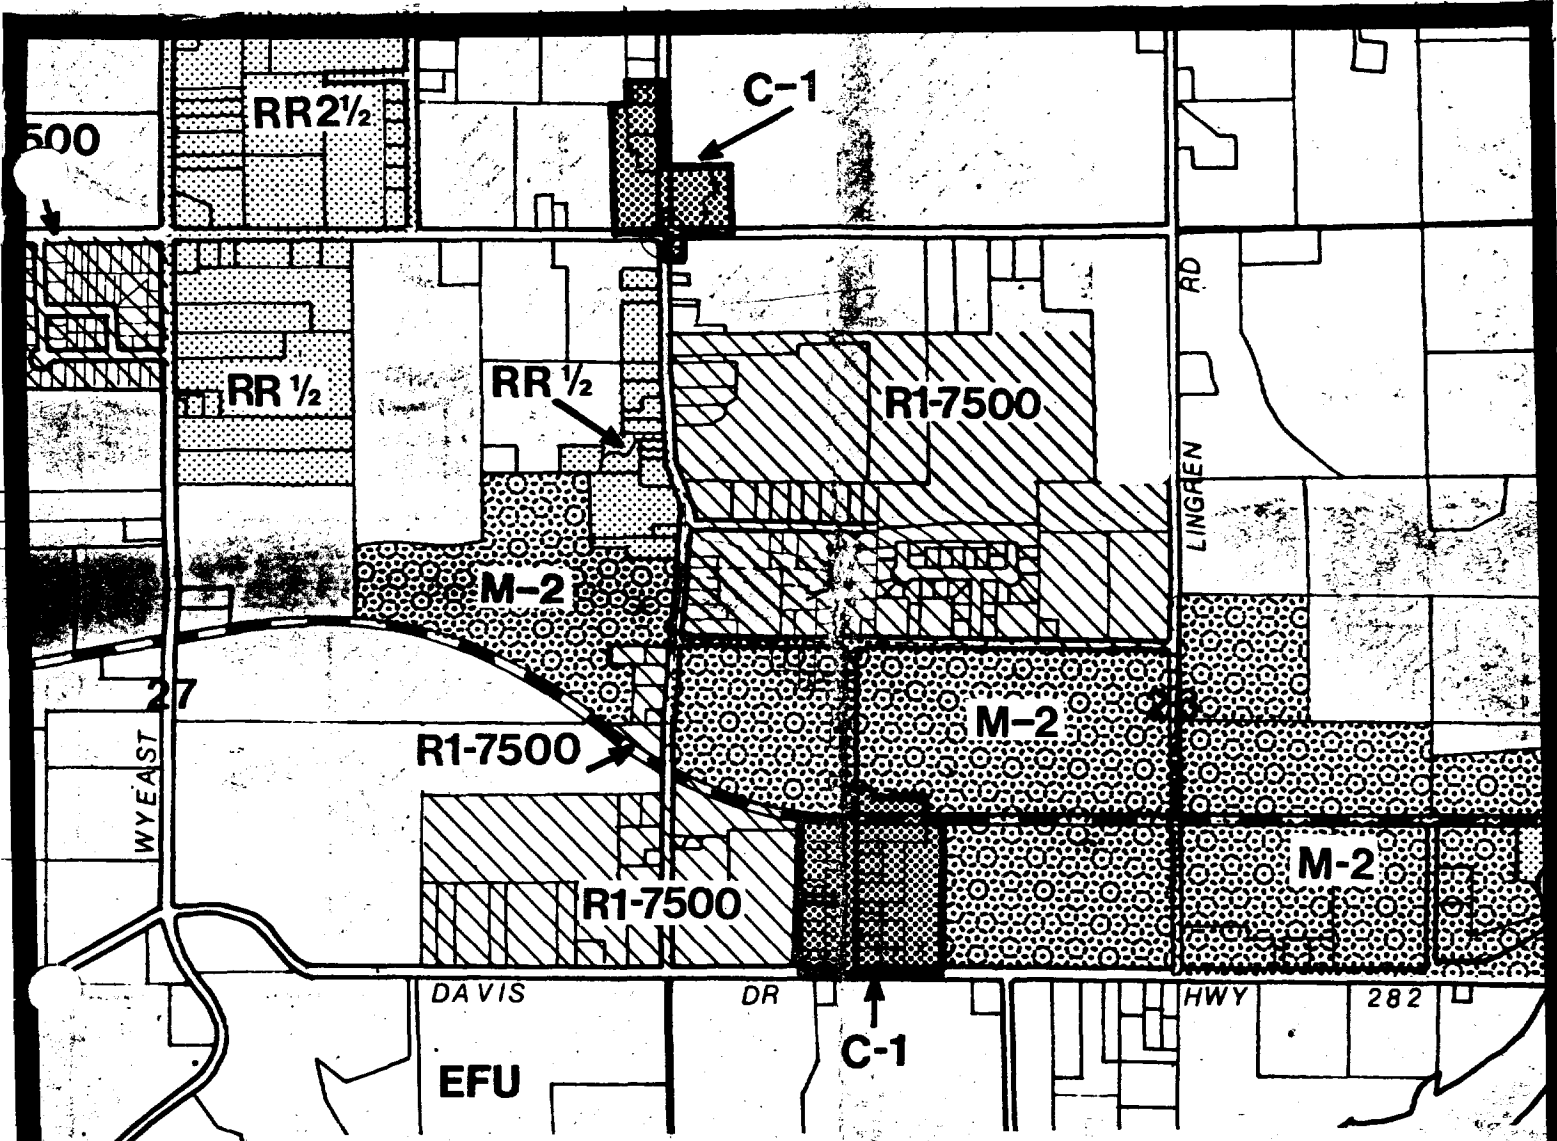 C-1
RR2½
500
RD
RR ½
RR ½
R1-7500
LINGREN
M-2
27
M-2
R1-7500
WYEAST
M-2
R1-7500
DAVIS DR HWY 282
C-1
EFU